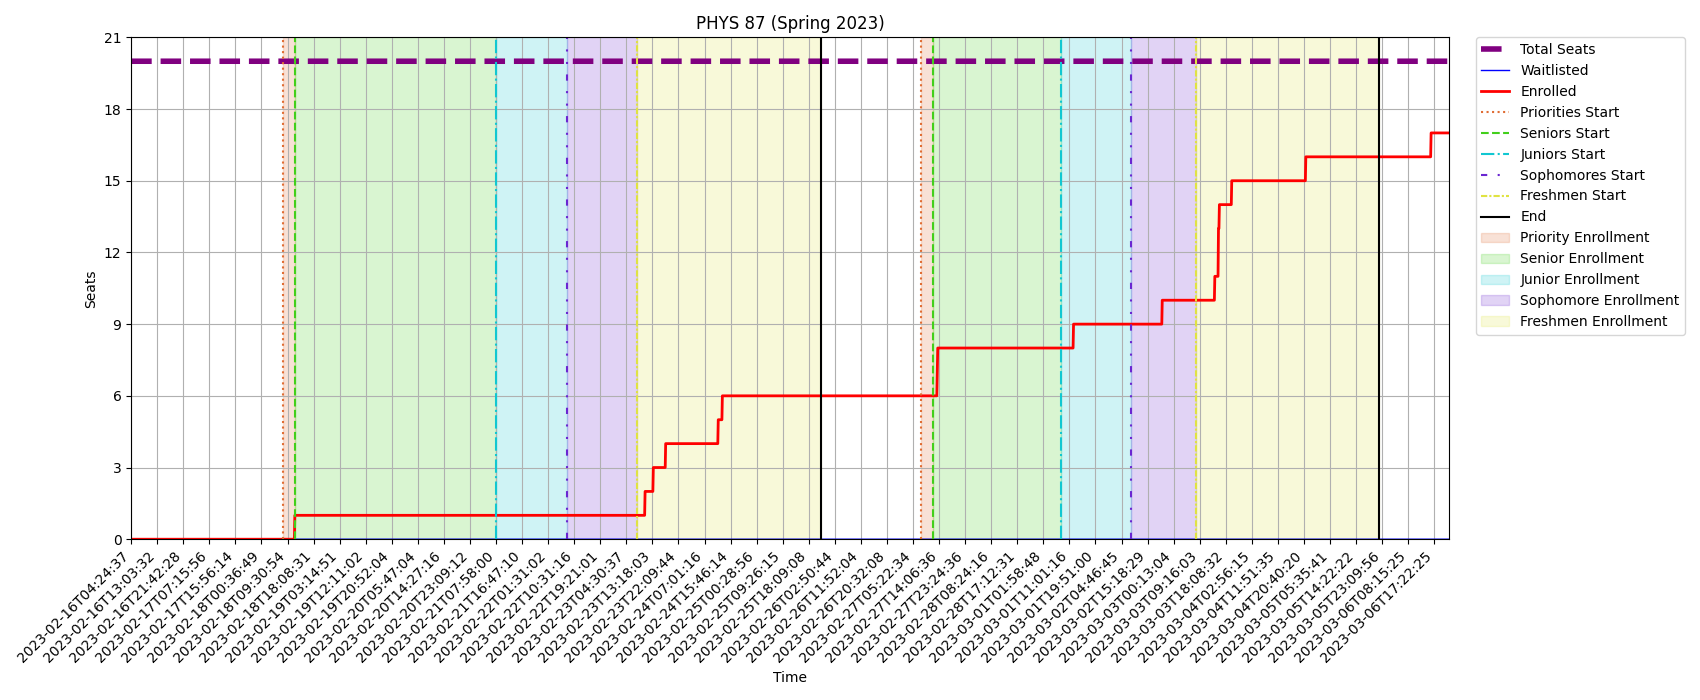 PHYS 87 (Spring 2023)
21
18
15
12
9
6
3
0
Seats
2023-02-16T04:24:37
2023-02-16T13:03:32
2023-02-16T21:42:28
2023-02-17T07:15:56
2023-02-17T15:56:14
2023-02-18T00:36:49
2023-02-18T09:30:54
2023-02-18T18:08:31
2023-02-19T03:14:51
2023-02-19T12:11:02
2023-02-19T20:52:04
2023-02-20T05:47:04
2023-02-20T14:27:16
2023-02-20T23:09:12
2023-02-21T07:58:00
2023-02-21T16:47:10
2023-02-22T01:31:02
2023-02-22T10:31:16
2023-02-22T19:21:01
2023-02-23T04:30:37
2023-02-23T13:18:03
2023-02-23T22:09:44
2023-02-24T07:01:16
2023-02-24T15:46:14
2023-02-25T00:28:56
2023-02-25T09:26:15
2023-02-25T18:09:08
2023-02-26T02:50:44
2023-02-26T11:52:04
2023-02-26T20:32:08
2023-02-27T05:22:34
2023-02-27T14:06:36
2023-02-27T23:24:36
2023-02-28T08:24:16
2023-02-28T17:12:31
2023-03-01T01:58:48
2023-03-01T11:01:16
2023-03-01T19:51:00
2023-03-02T04:46:45
2023-03-02T15:18:29
2023-03-03T00:13:04
2023-03-03T09:16:03
2023-03-03T18:08:32
2023-03-04T02:56:15
2023-03-04T11:51:35
2023-03-04T20:40:20
2023-03-05T05:35:41
2023-03-05T14:22:22
2023-03-05T23:09:56
2023-03-06T08:15:25
2023-03-06T17:22:25
Time
Total Seats
Waitlisted
Enrolled
Priorities Start
Seniors Start
Juniors Start
Sophomores Start
Freshmen Start
End
Priority Enrollment
Senior Enrollment
Junior Enrollment
Sophomore Enrollment
Freshmen Enrollment